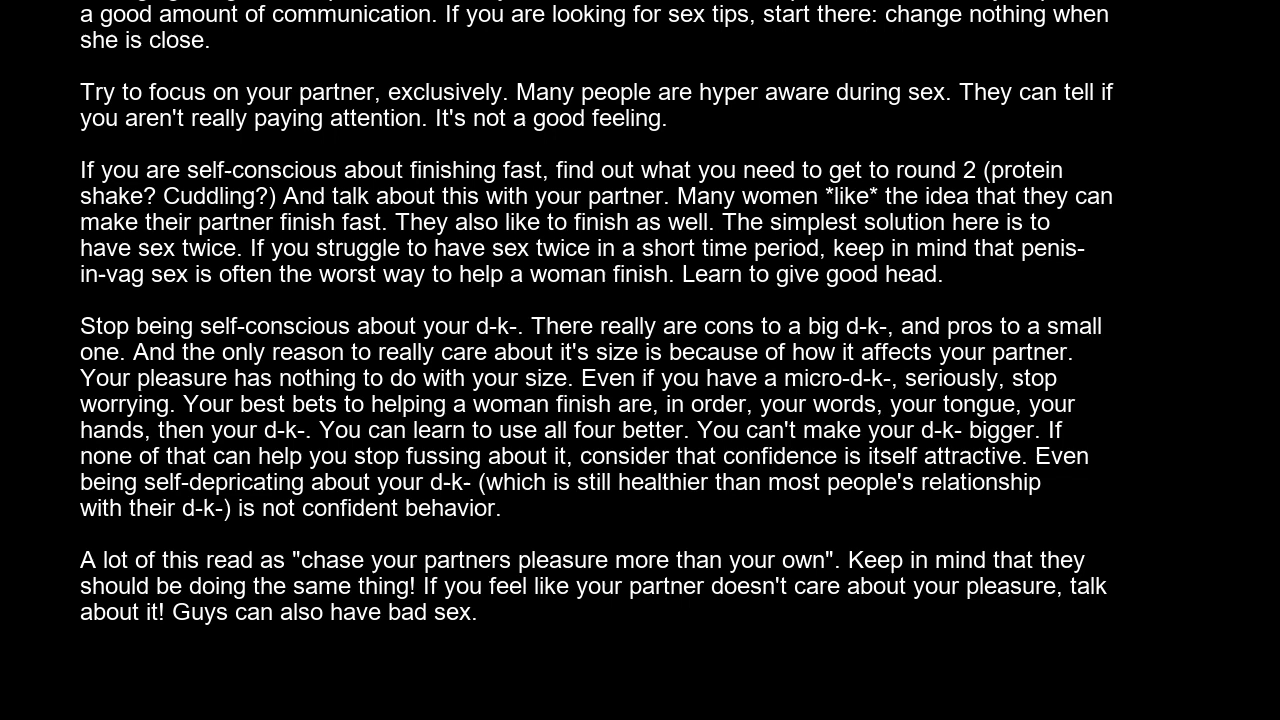 a good amount of communication. If you are looking for sex tips, start there: change nothing when
she is close.
Try to focus on your partner, exclusively. Many people are hyper aware during sex. They can tell if
you aren't really paying attention. It's not a good feeling.
If you are self-conscious about finishing fast, find out what you need to get to round 2 (protein
shake? Cuddling?) And talk about this with your partner. Many women *like* the idea that they can
make their partner finish fast. They also like to finish as well. The simplest solution here is to
have sex twice. If you struggle to have sex twice in a short time period, keep in mind that penis-
in-vag sex is often the worst way to help a woman finish. Learn to give good head.
Stop being self-conscious about your d-k-. There really are cons to a big d-k-, and pros to a small
one. And the only reason to really care about it's size is because of how it affects your partner.
Your pleasure has nothing to do with your size. Even if you have a micro-d-k-, seriously, stop
worrying. Your best bets to helping a woman finish are, in order, your words, your tongue, your
hands, then your d-k-. You can learn to use all four better. You can't make your d-k- bigger. If
none of that can help you stop fussing about it, consider that confidence is itself attractive. Even
being self-depricating about your d-k- (which is still healthier than most people's relationship
with their d-k-) is not confident behavior.
A lot of this read as "chase your partners pleasure more than your own". Keep in mind that they
should be doing the same thing! If you feel like your partner doesn't care about your pleasure, talk
about it! Guys can also have bad sex.